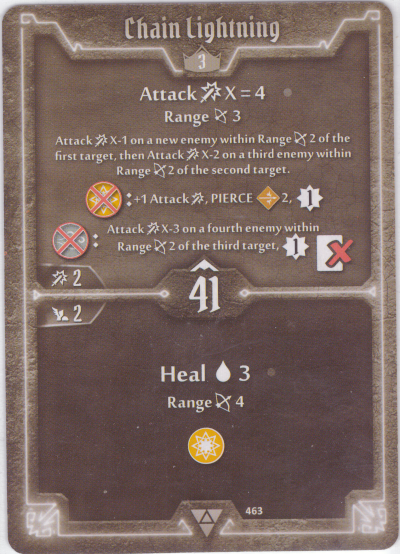 Chain Lightning
3
Attack X = 4
Range 3
Attack X-1 on a new enemy within Range 2 of the
first target, then Attack X-2 on a third enemy within
Range 2 of the second target.
: +1 Attack, PIERCE 2, 1
: Attack X-3 on a fourth enemy within
Range 2 of the third target, 1
2
41
2
Heal 3
Range 4
463